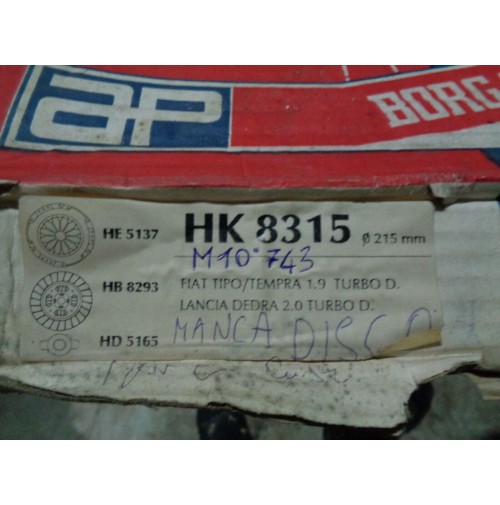 ap BORG
HE 5137 HK 8315 ø 215 mm
M10°743
HB 8293 FIAT TIPO/TEMPRA 1.9 TURBO D.
LANCIA DEDRA 2.0 TURBO D.
HD 5165 MANCA DISCO